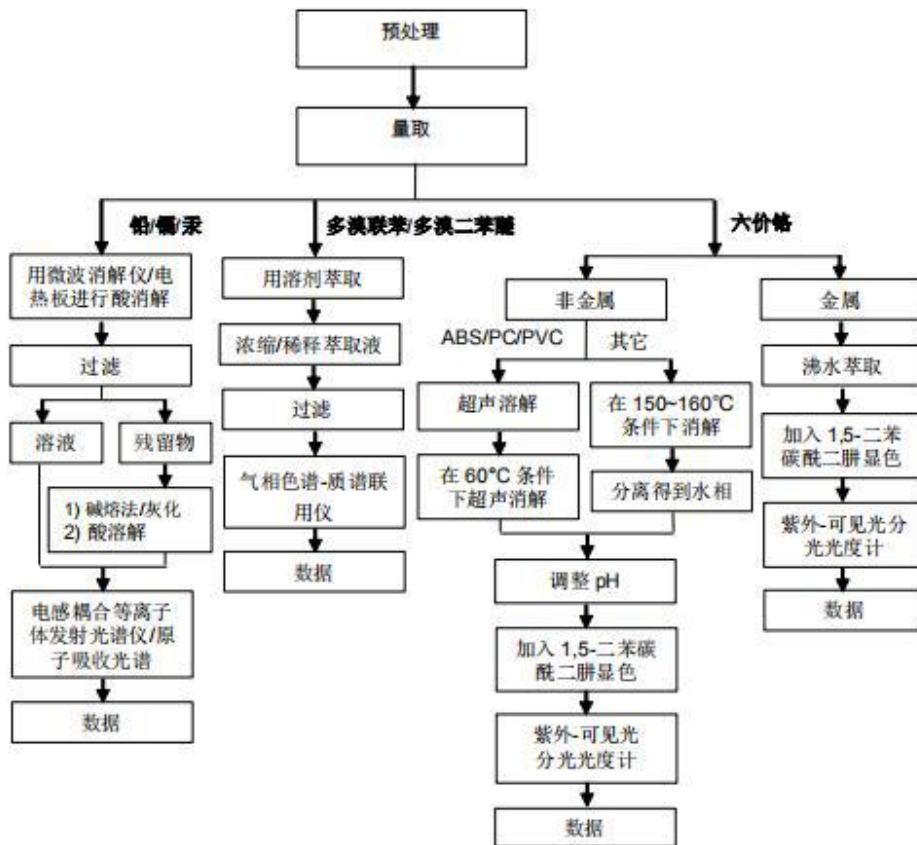 预处理
量取
铅/镉/汞
多溴联苯/多溴二苯醚
六价铬
用微波消解仪/电
热板进行酸消解
过滤
溶液
残留物
1) 碱熔法/灰化
2) 酸溶解
电感耦合等离子
体发射光谱仪/原
子吸收光谱
数据
用溶剂萃取
浓缩/稀释萃取液
过滤
气相色谱-质谱联
用仪
数据
非金属
ABS/PC/PVC
其它
超声溶解
在 60°C 条件
下超声消解
在 150~160°C
条件下消解
分离得到水相
调整 pH
加入 1,5-二苯碳
酰二肼显色
紫外-可见光
分光光度计
数据
金属
沸水萃取
加入 1,5-二苯
碳酰二肼显色
紫外-可见光分
光光度计
数据